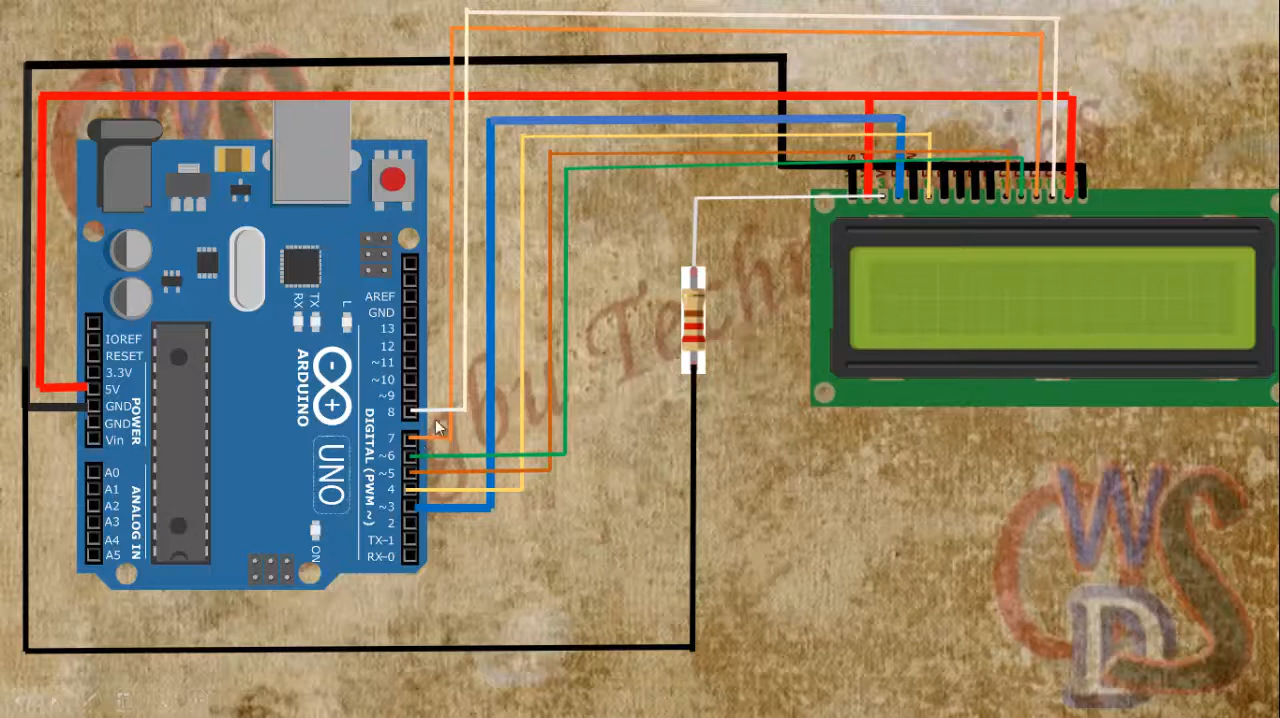 IOREF
RESET
3.3V
5V
GND
GND
Vin
POWER
A0
A1
A2
A3
A4
A5
ANALOG IN
RX
TX
L
ARDUINO
UNO
ON
AREF
GND
13
12
~11
~10
~9
8
7
~6
~5
4
~3
2
TX→1
RX←0
DIGITAL (PWM ~)